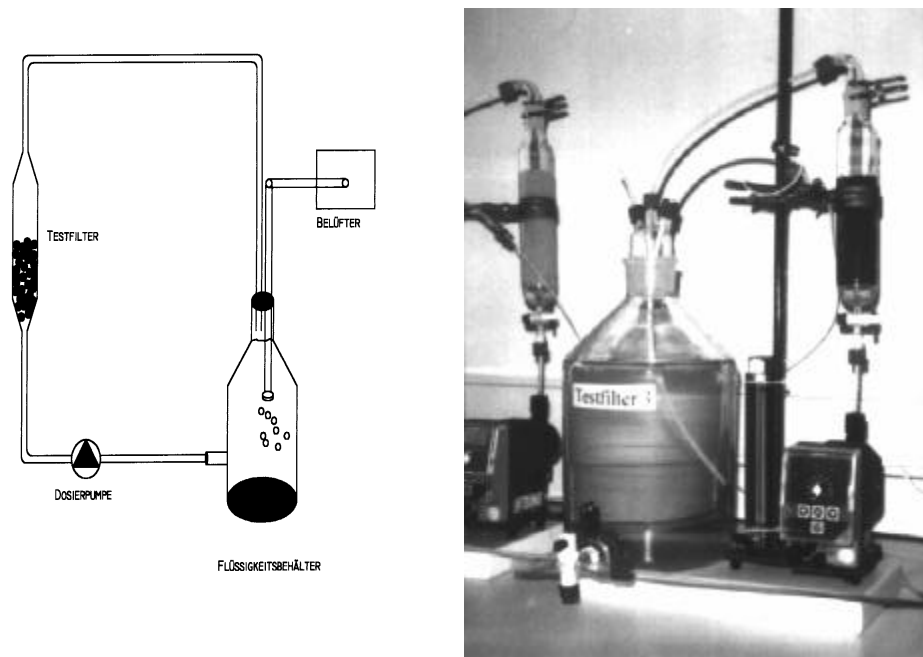 TESTFILTER
BELÜFTER
DOSIERPUMPE
FLÜSSIGKEITSBEHÄLTER
Testfilter 3